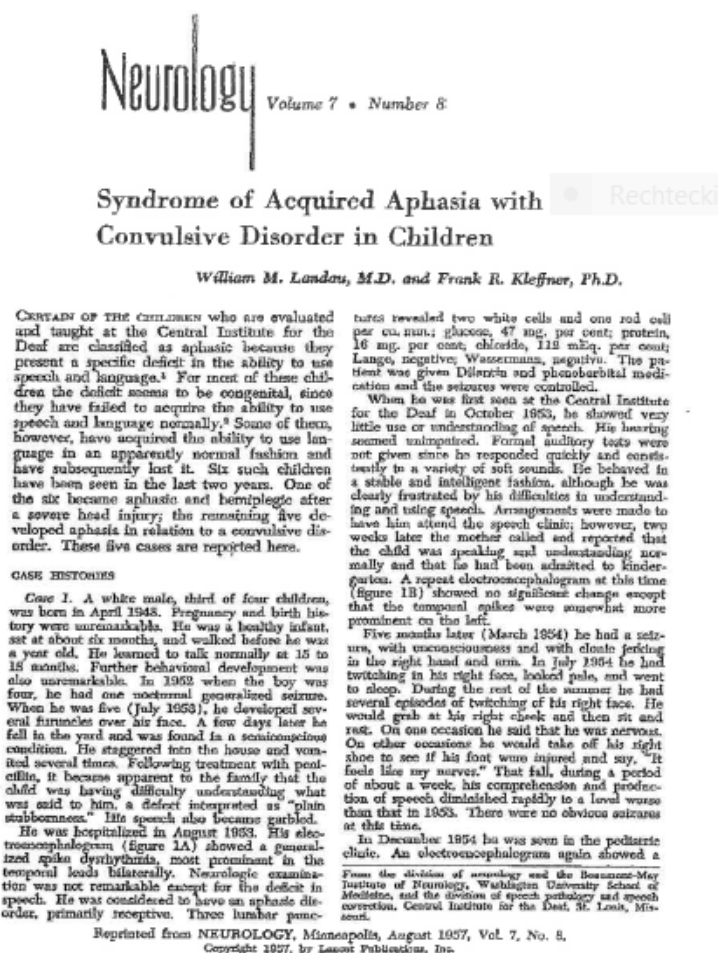 Neurology
Volume 7 • Number 8
Syndrome of Acquired Aphasia with
Convulsive Disorder in Children
Rechtecki
William M. Landau, M.D. and Frank R. Kleffner, Ph.D.
CERTAIN OF THE CHILDREN who are evaluated
and taught at the Central Institute for the
Deaf are classified as aphasic because they
present a specific deficit in the ability to use
speech and language.¹ For most of these chil-
dren the deficit seems to be congenital, since
they have failed to acquire the ability to use
speech and language normally.² Some of them,
however, have acquired the ability to use lan-
guage in an apparently normal fashion and
have subsequently lost it. Six such children
have been seen in the last two years. One of
the six became aphasic and hemiplegic after
a severe head injury; the remaining five de-
veloped aphasia in relation to a convulsive dis-
order. These five cases are reported here.
CASE HISTORIES
Case 1. A white male, third of four children,
was born in April 1948. Pregnancy and birth his-
tory were unremarkable. He was a healthy infant,
sat at about six months, and walked before he was
a year old. He learned to talk normally at 15 to
18 months. Further behavioral development was
also unremarkable. In 1952 when the boy was
four, he had one nocturnal generalized seizure.
When he was five (July 1953), he developed sev-
eral furuncles over his face. A few days later he
fell in the yard and was found in a semiconscious
condition. He staggered into the house and vom-
ited several times. Following treatment with peni-
cillin, it became apparent to the family that the
child was having difficulty understanding what
was said to him, a defect interpreted as "plain
stubbornness." His speech also became garbled.
He was hospitalized in August 1953. His elec-
troencephalogram (figure 1A) showed a general-
ized spike dysrhythmia, most prominent in the
temporal leads bilaterally. Neurologic examina-
tion was not remarkable except for the deficit in
speech. He was considered to have an aphasic dis-
order, primarily receptive. Three lumbar punc-
tures revealed two white cells and one red cell
per cu. mm.; glucose, 47 mg. per cent; protein,
16 mg. per cent; chloride, 112 mEq. per cent;
Lange, negative; Wassermann, negative. The pa-
tient was given Dilantin and phenobarbital medi-
cation and the seizures were controlled.
When he was first seen at the Central Institute
for the Deaf in October 1953, he showed very
little use or understanding of speech. His hearing
seemed unimpaired. Formal auditory tests were
not given since he responded quickly and consis-
tently to a variety of soft sounds. He behaved in
a stable and intelligent fashion, although he was
clearly frustrated by his difficulties in understand-
ing and using speech. Arrangements were made to
have him attend the speech clinic; however, two
weeks later the mother called and reported that
the child was speaking and understanding nor-
mally and that he had been admitted to kinder-
garten. A repeat electroencephalogram at this time
(figure 1B) showed no significant change except
that the temporal spikes were somewhat more
prominent on the left.
Five months later (March 1954) he had a seiz-
ure, with unconsciousness and with clonic jerking
in the right hand and arm. In July 1954 he had
twitching in his right face, looked pale, and went
to sleep. During the rest of the summer he had
several episodes of twitching of his right face. He
would grab at his right cheek and then sit and
rest. On one occasion he said that he was nervous.
On other occasions he would take off his right
shoe to see if his foot were injured and say, "It
feels like my nerves." That fall, during a period
of about a week, his comprehension and produc-
tion of speech diminished rapidly to a level worse
than that in 1953. There were no obvious seizures
at this time.
In December 1954 he was seen in the pediatric
clinic. An electroencephalogram again showed a
From the division of neurology and the Beaumont-May
Institute of Neurology, Washington University School of
Medicine, and the division of speech pathology and speech
correction, Central Institute for the Deaf, St. Louis, Mis-
souri.
Reprinted from NEUROLOGY, Minneapolis, August 1957, Vol. 7, No. 8,
Copyright 1957, by Lancet Publications, Inc.